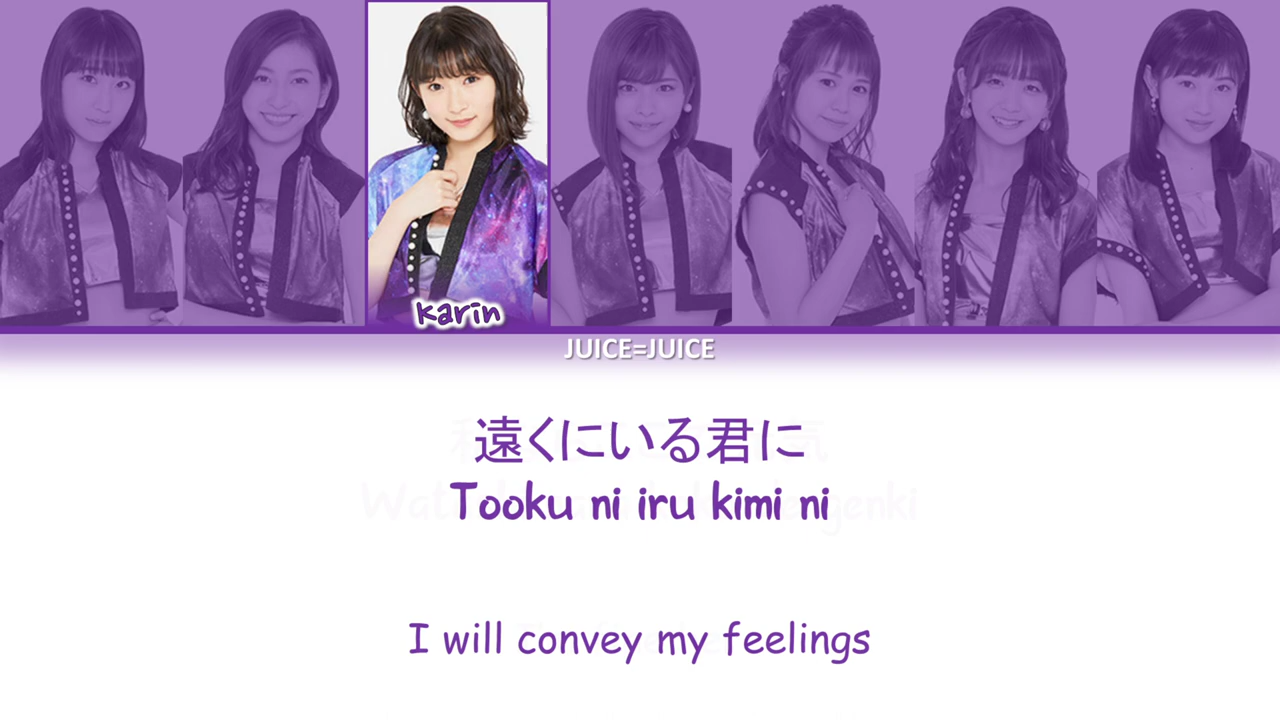 karin
JUICE=JUICE
遠くにいる君に
Tooku ni iru kimi ni
I will convey my feelings